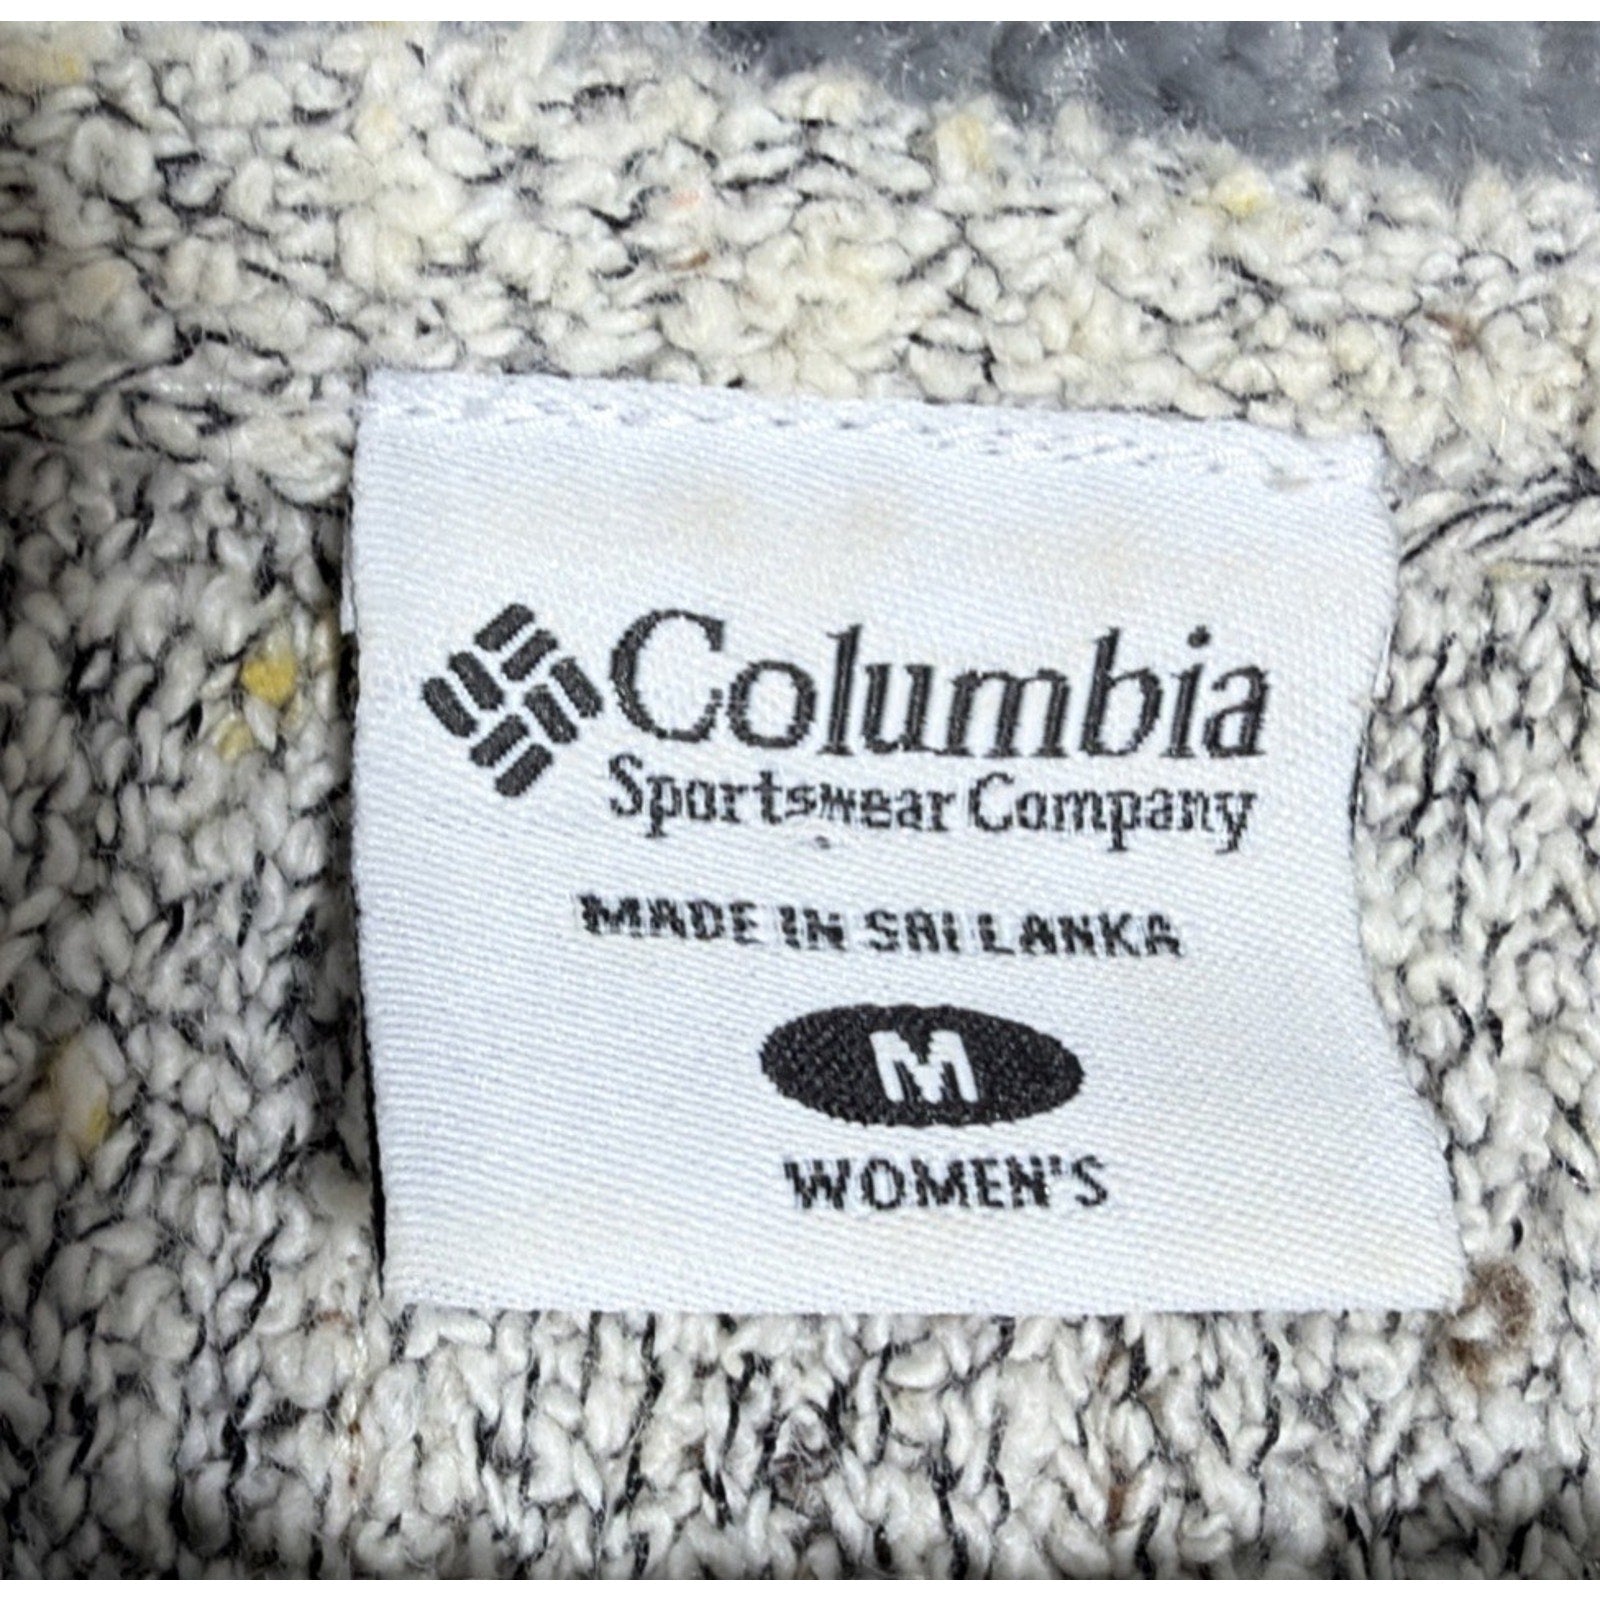 Columbia
Sportswear Company
MADE IN SRI LANKA
M
WOMEN'S